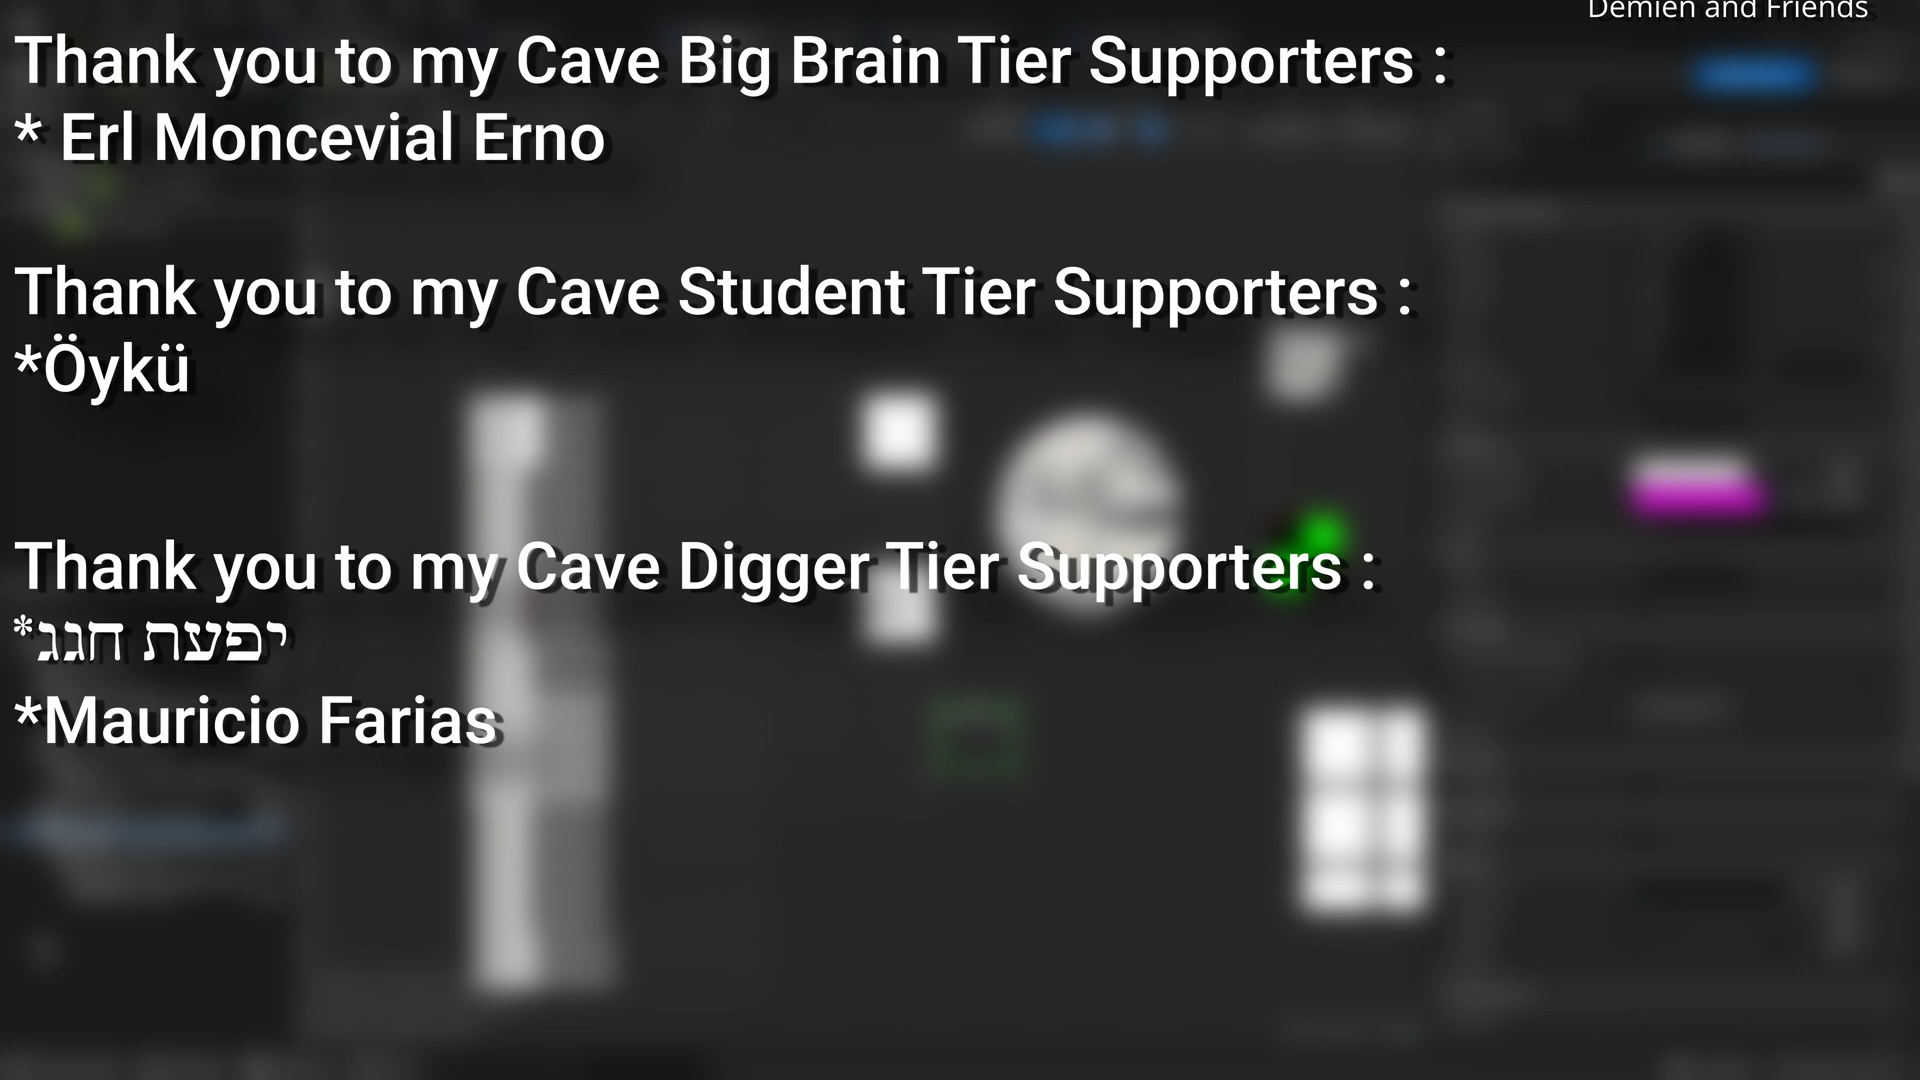 Demien and Friends
Thank you to my Cave Big Brain Tier Supporters :
* Erl Moncevial Erno
Thank you to my Cave Student Tier Supporters :
*Öykü
Thank you to my Cave Digger Tier Supporters :
*יפעת חגג
*Mauricio Farias